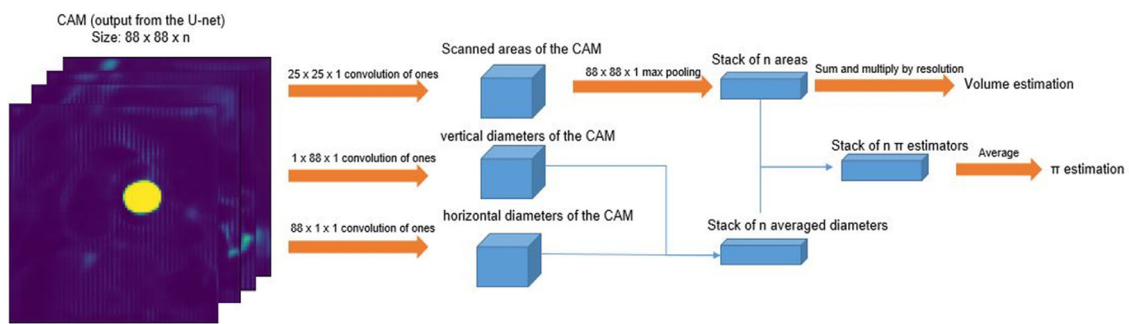 CAM (output from the U-net)
Size: 88 x 88 x n
25 x 25 x 1 convolution of ones
Scanned areas of the CAM
88 x 88 x 1 max pooling
Stack of n areas
Sum and multiply by resolution
Volume estimation
1 x 88 x 1 convolution of ones
vertical diameters of the CAM
Stack of n π estimators
Average
π estimation
88 x 1 x 1 convolution of ones
horizontal diameters of the CAM
Stack of n averaged diameters